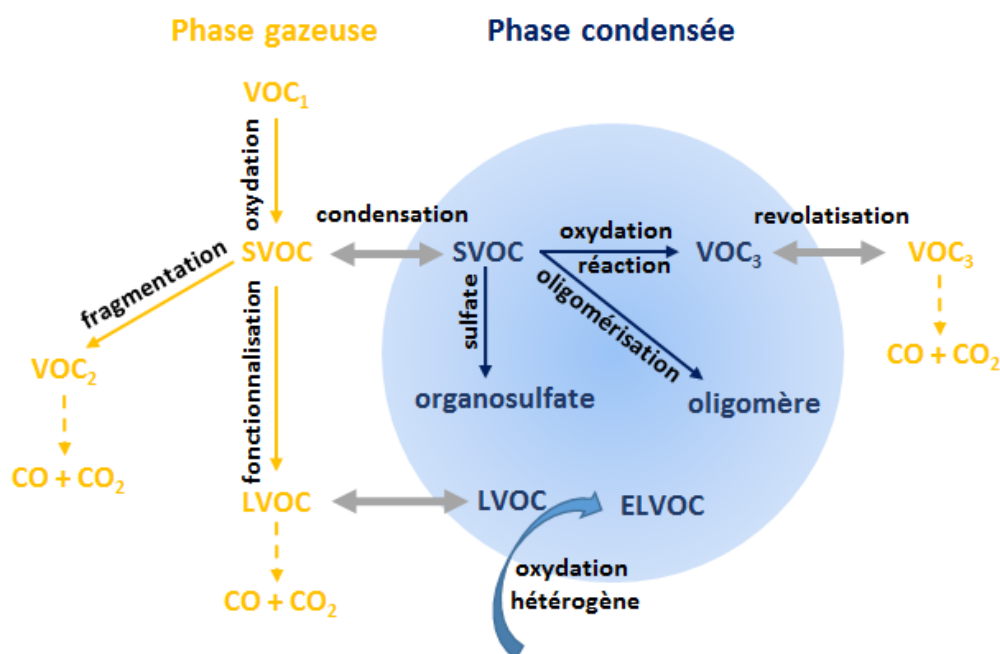 Phase gazeuse
Phase condensée
VOC₁
oxydation
SVOC
condensation
SVOC
oxydation
réaction
VOC₃
revolatisation
VOC₃
fragmentation
fonctionnalisation
sulfate
oligomérisation
VOC₂
CO + CO₂
organosulfate
oligomère
CO + CO₂
LVOC
LVOC
ELVOC
oxydation
hétérogène
CO + CO₂